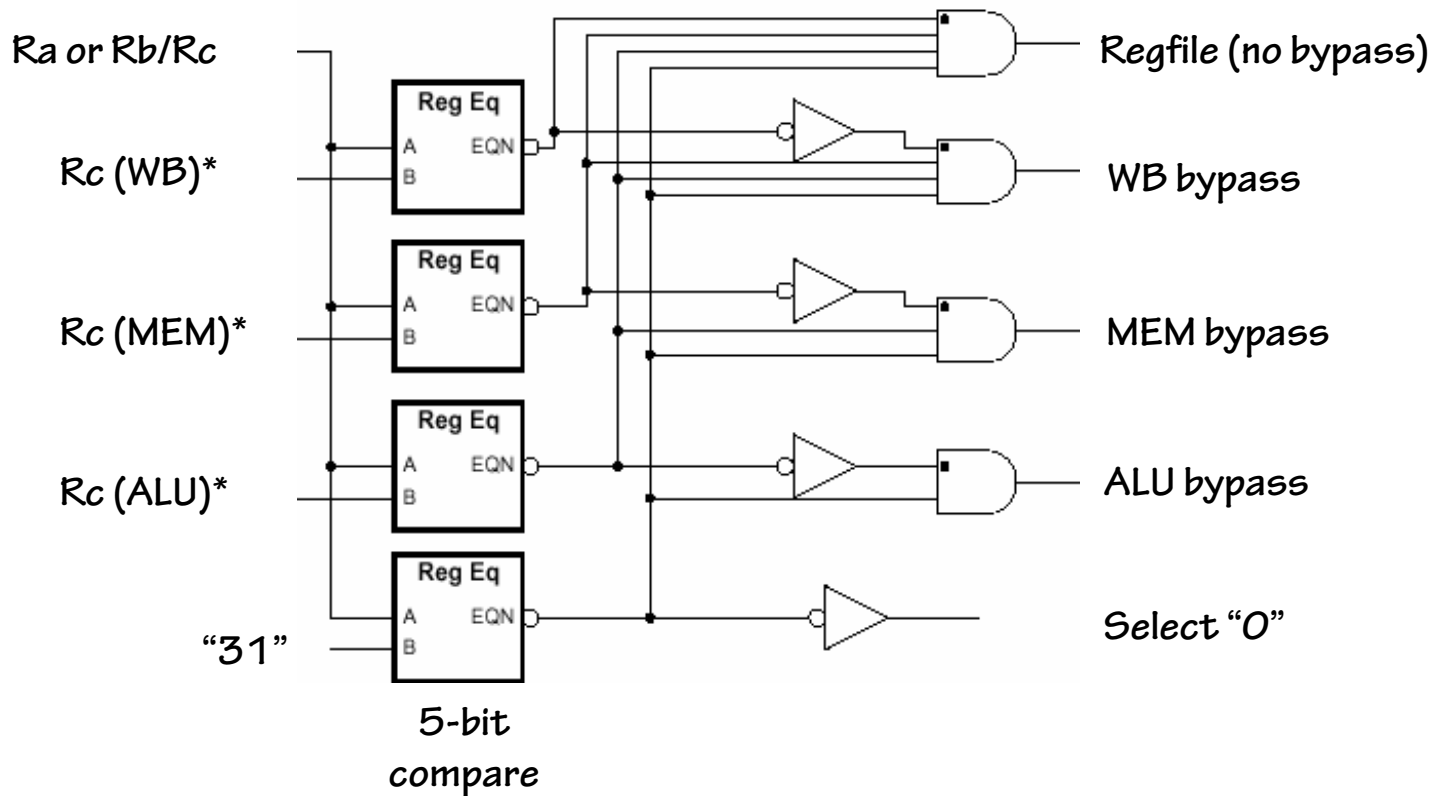 Ra or Rb/Rc
Regfile (no bypass)
Reg Eq
A
EQN
B
Rc (WB)*
WB bypass
Reg Eq
A
EQN
B
Rc (MEM)*
MEM bypass
Reg Eq
A
EQN
B
Rc (ALU)*
ALU bypass
Reg Eq
A
EQN
B
“31”
Select “0”
5-bit
compare